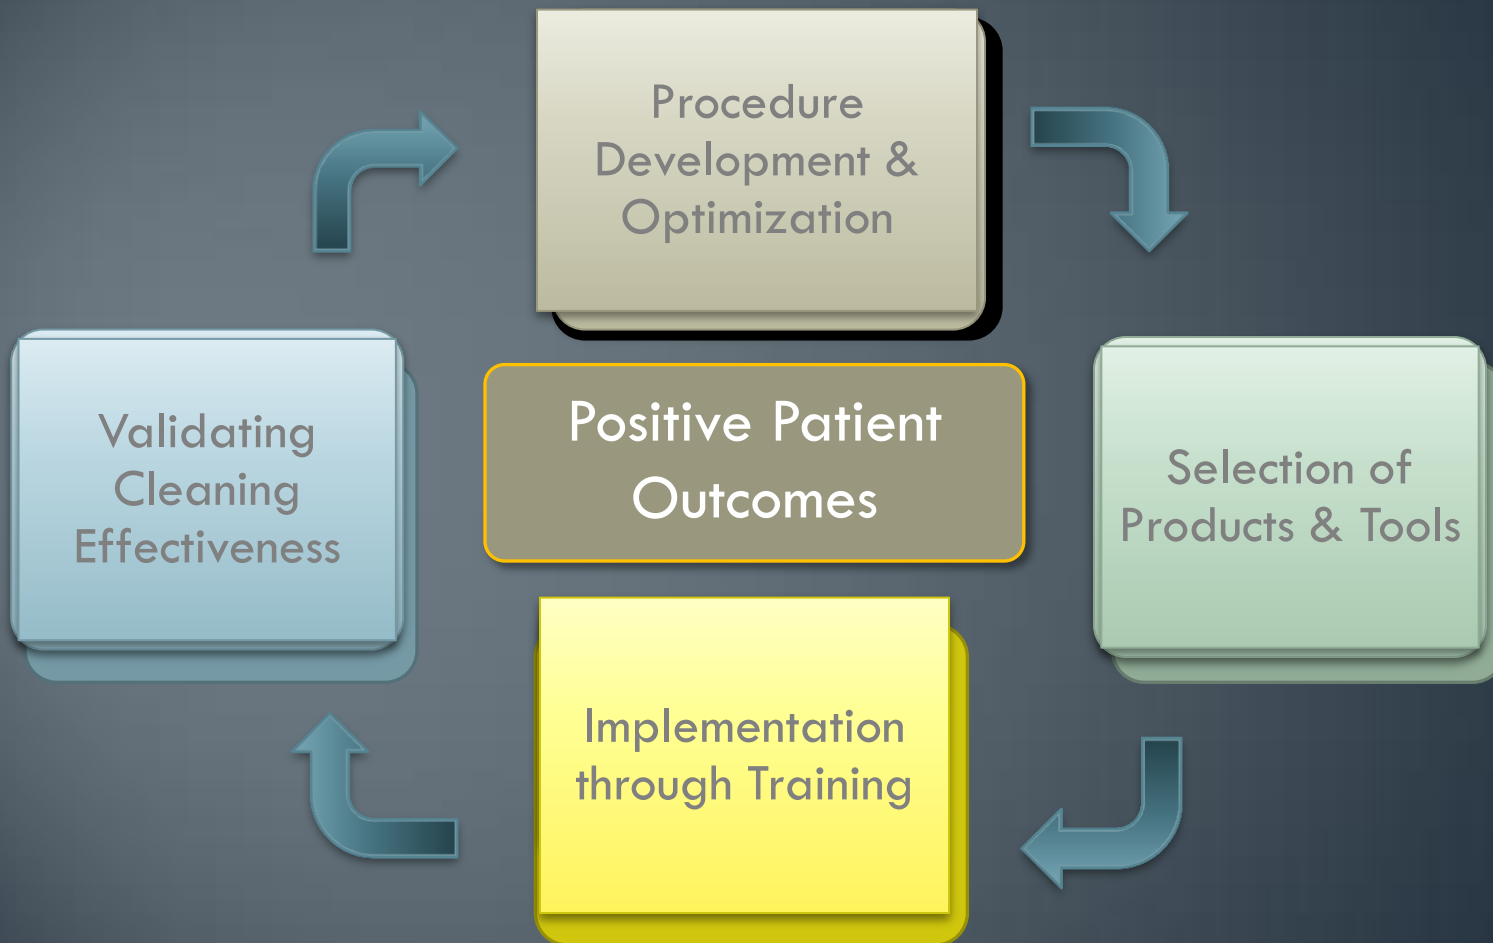 Procedure
Development &
Optimization
Positive Patient
Outcomes
Validating
Cleaning
Effectiveness
Selection of
Products & Tools
Implementation
through Training